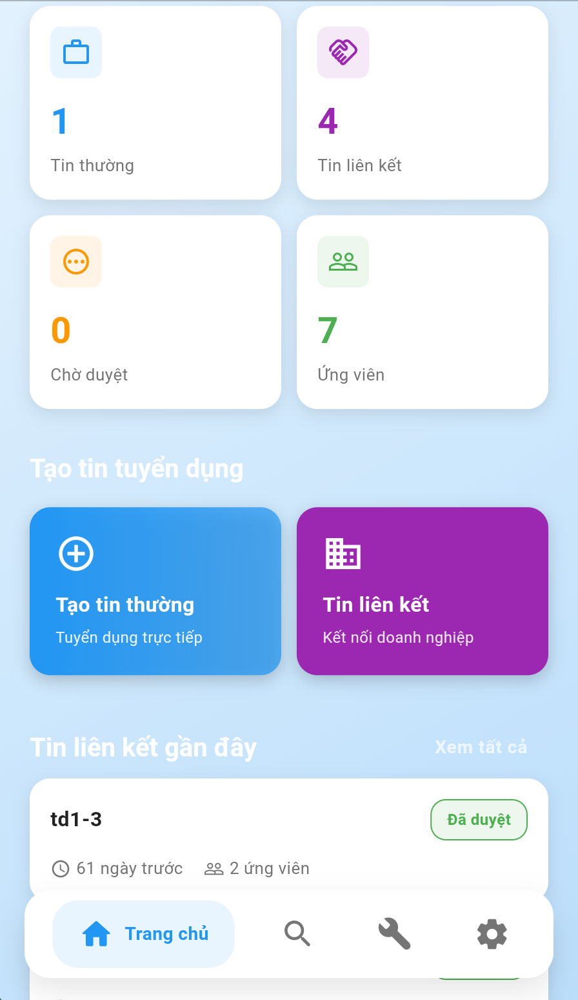 1
4
Tin thường
Tin liên kết
0
7
Chờ duyệt
Ứng viên
Tạo tin tuyển dụng
Tạo tin thường
Tuyển dụng trực tiếp
Tin liên kết
Kết nối doanh nghiệp
Tin liên kết gần đây
Xem tất cả
td1-3
Đã duyệt
61 ngày trước
2 ứng viên
Trang chủ